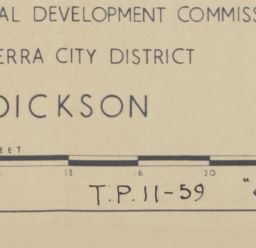 AL DEVELOPMENT COMMISS
ERRA CITY DISTRICT
DICKSON
EET
12 16 20
T.P. 11-59